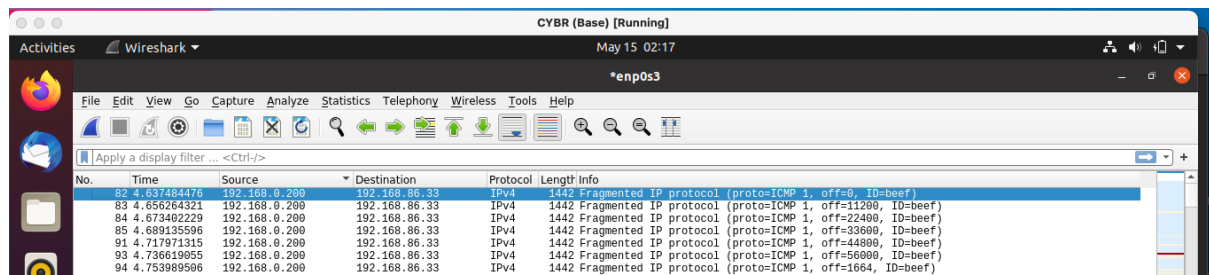 CYBR (Base) [Running]
Activities Wireshark May 15 02:17
*enp0s3
File Edit View Go Capture Analyze Statistics Telephony Wireless Tools Help
Apply a display filter ... <Ctrl-/>
No. Time Source Destination Protocol Length Info
82 4.637484476 192.168.0.200 192.168.86.33 IPv4 1442 Fragmented IP protocol (proto=ICMP 1, off=0, ID=beef)
83 4.656264321 192.168.0.200 192.168.86.33 IPv4 1442 Fragmented IP protocol (proto=ICMP 1, off=11200, ID=beef)
84 4.673402229 192.168.0.200 192.168.86.33 IPv4 1442 Fragmented IP protocol (proto=ICMP 1, off=22400, ID=beef)
85 4.689135596 192.168.0.200 192.168.86.33 IPv4 1442 Fragmented IP protocol (proto=ICMP 1, off=33600, ID=beef)
91 4.717971315 192.168.0.200 192.168.86.33 IPv4 1442 Fragmented IP protocol (proto=ICMP 1, off=44800, ID=beef)
93 4.736619055 192.168.0.200 192.168.86.33 IPv4 1442 Fragmented IP protocol (proto=ICMP 1, off=56000, ID=beef)
94 4.753989506 192.168.0.200 192.168.86.33 IPv4 1442 Fragmented IP protocol (proto=ICMP 1, off=1664, ID=beef)